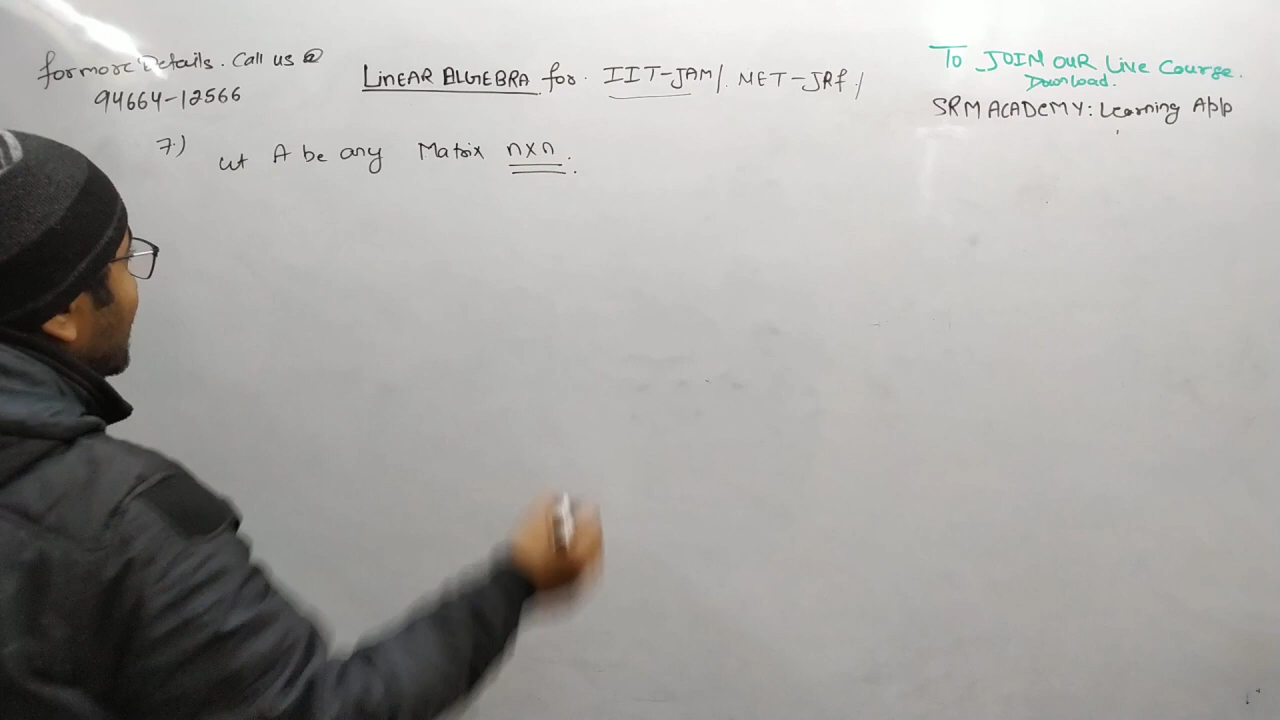 for more Details. Call us @
94664-12566
LINEAR ALGEBRA for. IIT-JAM/. NET-JRF/
To JOIN OUR Live Course.
Download.
SRM ACADEMY: Learning App
7.) Let A be any Matrix n×n.